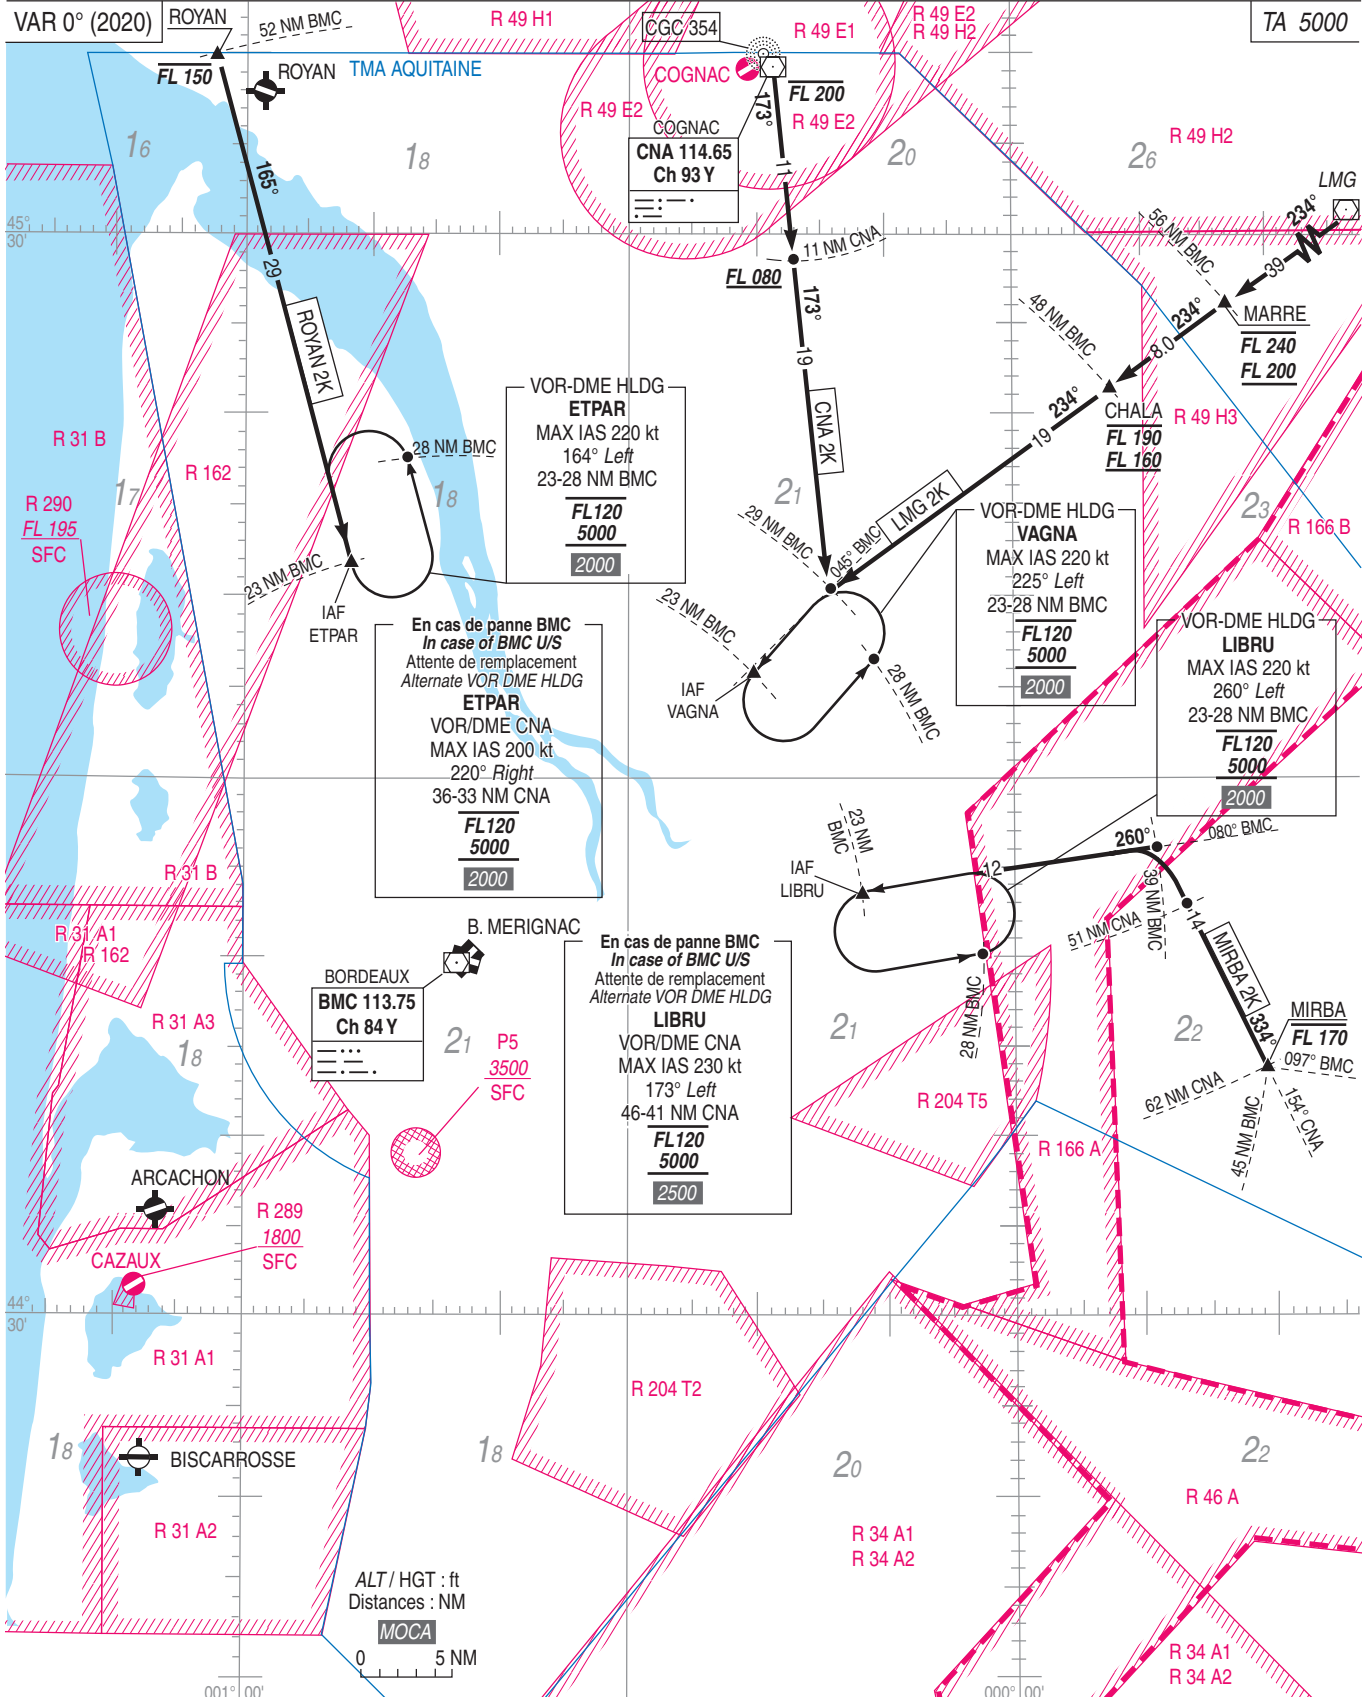 VAR 0° (2020)
ROYAN
52 NM BMC
R 49 H1
CGC 354
R 49 E1
R 49 E2
R 49 H2
TA 5000
FL 150
ROYAN
TMA AQUITAINE
COGNAC
FL 200
R 49 E2
R 49 E2
173°
COGNAC
CNA 114.65
Ch 93 Y
11
16
18
20
26
R 49 H2
LMG
165°
45°
30'
234°
56 NM BMC
39
11 NM CNA
FL 080
29
173°
48 NM BMC
234°
MARRE
FL 240
FL 200
8.0
ROYAN 2K
19
CHALA
FL 190
FL 160
R 49 H3
234°
19
CNA 2K
VOR-DME HLDG
ETPAR
MAX IAS 220 kt
164° Left
23-28 NM BMC
FL120
5000
2000
R 31 B
R 162
28 NM BMC
17
18
21
23
R 290
FL 195
SFC
LMG 2K
29 NM BMC
045° BMC
VOR-DME HLDG
VAGNA
MAX IAS 220 kt
225° Left
23-28 NM BMC
FL120
5000
2000
R 166 B
23 NM BMC
IAF
ETPAR
23 NM BMC
IAF
VAGNA
28 NM BMC
VOR-DME HLDG
LIBRU
MAX IAS 220 kt
260° Left
23-28 NM BMC
FL120
5000
2000
En cas de panne BMC
In case of BMC U/S
Attente de remplacement
Alternate VOR DME HLDG
ETPAR
VOR/DME CNA
MAX IAS 200 kt
220° Right
36-33 NM CNA
FL120
5000
2000
23 NM
BMC
260°
080° BMC
IAF
LIBRU
12
39 NM BMC
R 31 B
R 31 A1
R 162
51 NM CNA
14
MIRBA 2K
334°
B. MERIGNAC
BORDEAUX
BMC 113.75
Ch 84 Y
En cas de panne BMC
In case of BMC U/S
Attente de remplacement
Alternate VOR DME HLDG
LIBRU
VOR/DME CNA
MAX IAS 230 kt
173° Left
46-41 NM CNA
FL120
5000
2500
28 NM BMC
R 31 A3
18
21
21
22
MIRBA
FL 170
097° BMC
P5
3500
SFC
62 NM CNA
45 NM BMC
154° CNA
R 204 T5
R 166 A
ARCACHON
R 289
1800
SFC
CAZAUX
44°
30'
R 31 A1
R 204 T2
18
BISCARROSSE
18
20
22
R 46 A
R 31 A2
R 34 A1
R 34 A2
ALT / HGT : ft
Distances : NM
MOCA
0
5 NM
R 34 A1
R 34 A2
001° 00'
000° 00'